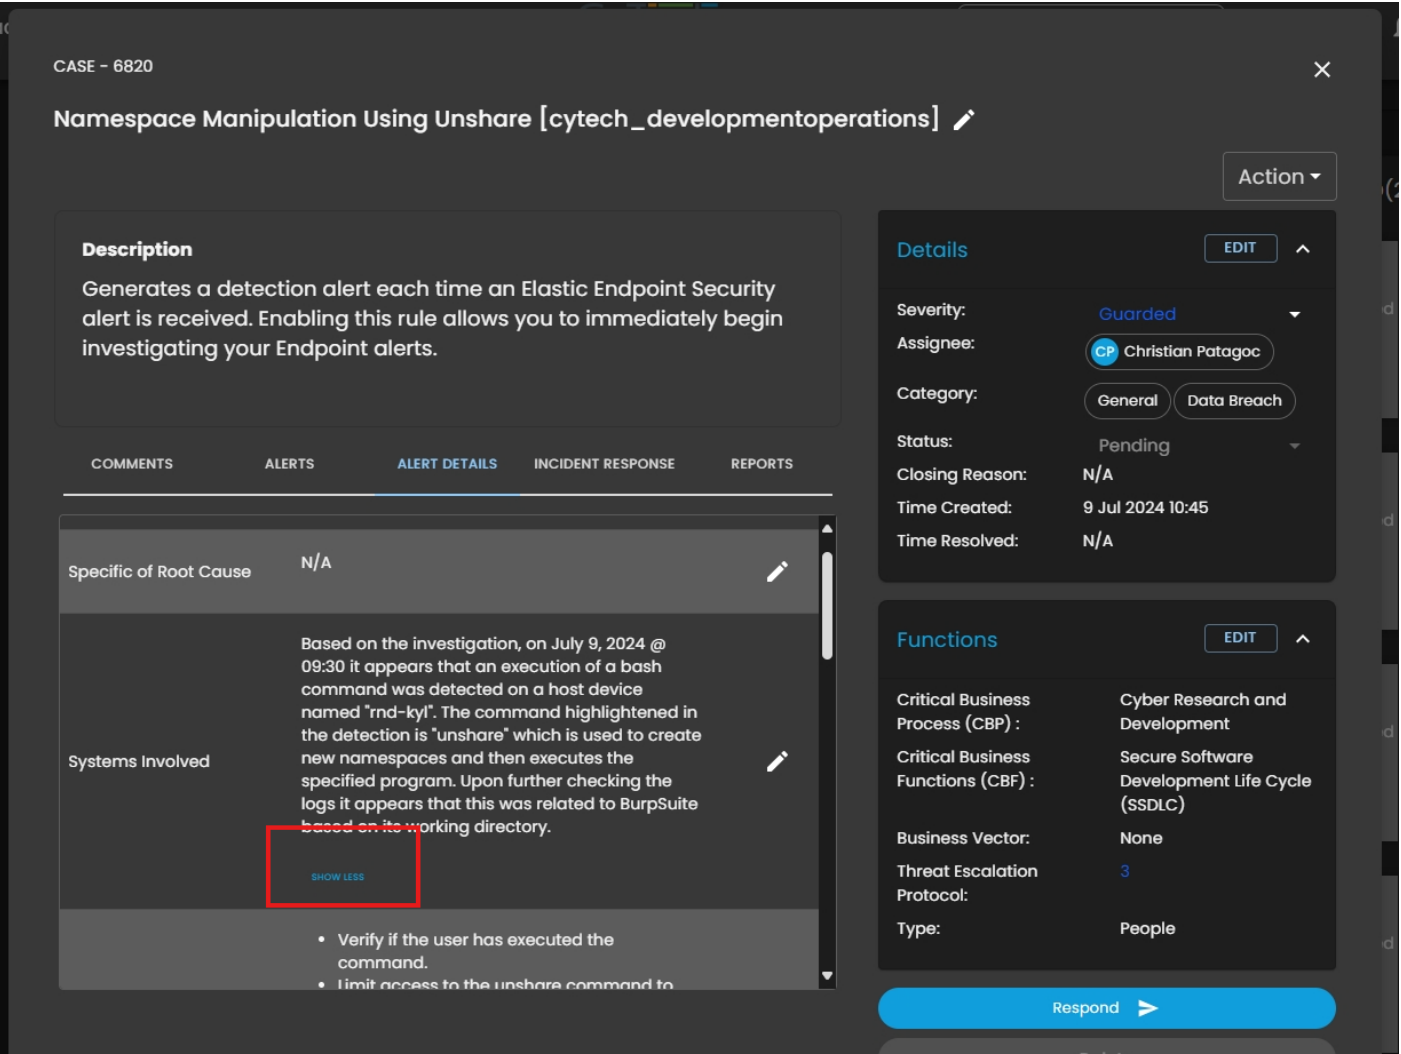 CASE - 6820
Namespace Manipulation Using Unshare [cytech_developmentoperations]
Action
Description
Generates a detection alert each time an Elastic Endpoint Security
alert is received. Enabling this rule allows you to immediately begin
investigating your Endpoint alerts.
COMMENTS
ALERTS
ALERT DETAILS
INCIDENT RESPONSE
REPORTS
Specific of Root Cause
N/A
Systems Involved
Based on the investigation, on July 9, 2024 @
09:30 it appears that an execution of a bash
command was detected on a host device
named "rnd-kyl". The command highlightened in
the detection is "unshare" which is used to create
new namespaces and then executes the
specified program. Upon further checking the
logs it appears that this was related to BurpSuite
based on its working directory.
SHOW LESS
• Verify if the user has executed the
command.
• Limit access to the unshare command to
Details
EDIT
Severity:
Guarded
Assignee:
CP Christian Patagoc
Category:
General
Data Breach
Status:
Pending
Closing Reason:
N/A
Time Created:
9 Jul 2024 10:45
Time Resolved:
N/A
Functions
EDIT
Critical Business
Process (CBP) :
Cyber Research and
Development
Critical Business
Functions (CBF) :
Secure Software
Development Life Cycle
(SSDLC)
Business Vector:
None
Threat Escalation
Protocol:
3
Type:
People
Respond